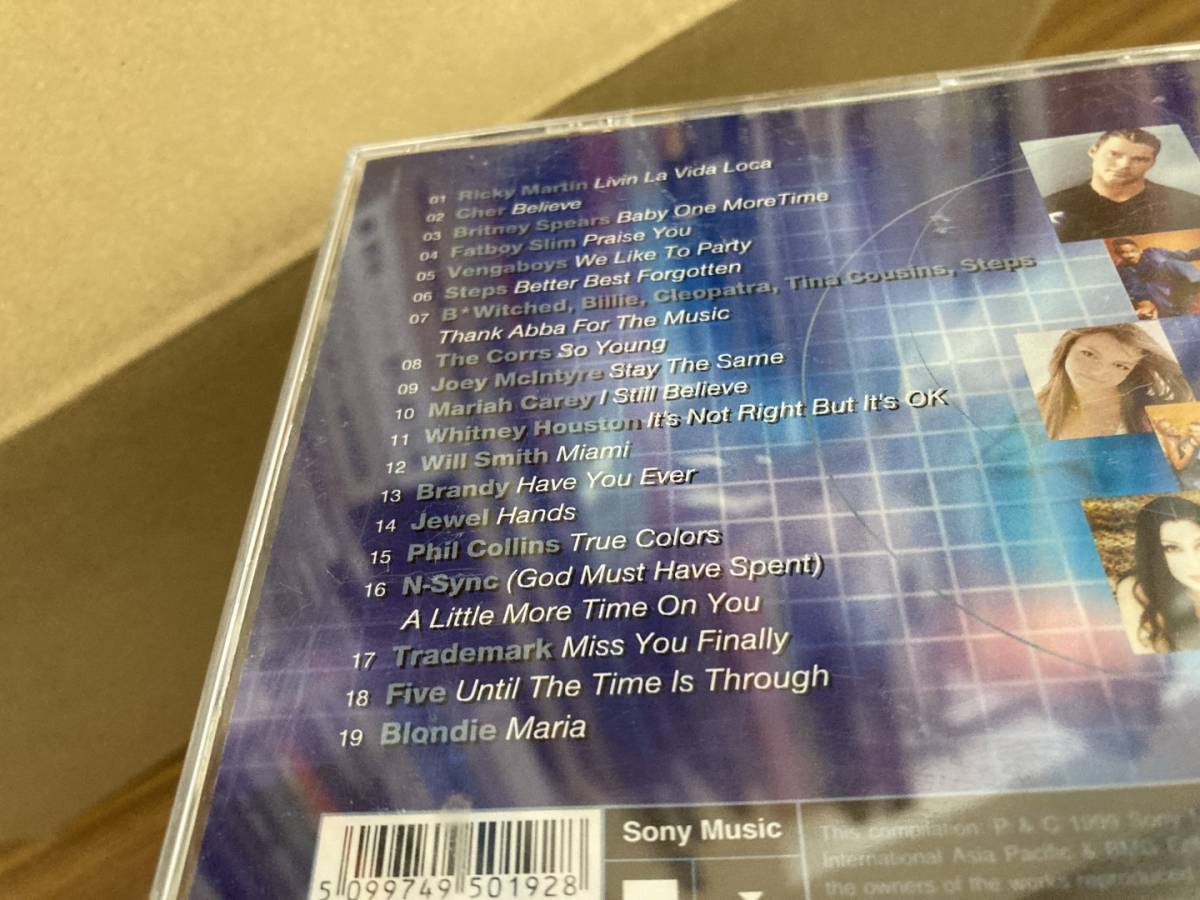 01 Ricky Martin Livin La Vida Loca
02 Cher Believe
03 Britney Spears Baby One MoreTime
04 Fatboy Slim Praise You
05 Vengaboys We Like To Party
06 Steps Better Best Forgotten
07 B*Witched, Billie, Cleopatra, Tina Cousins, Steps
Thank Abba For The Music
08 The Corrs So Young
09 Joey McIntyre Stay The Same
10 Mariah Carey I Still Believe
11 Whitney Houston It's Not Right But It's OK
12 Will Smith Miami
13 Brandy Have You Ever
14 Jewel Hands
15 Phil Collins True Colors
16 N-Sync (God Must Have Spent)
A Little More Time On You
17 Trademark Miss You Finally
18 Five Until The Time Is Through
19 Blondie Maria
Sony Music
This compilation P & C 1999 Sony
International Asia Pacific & BMG
the owners of the works reproduced
5 099749 501928